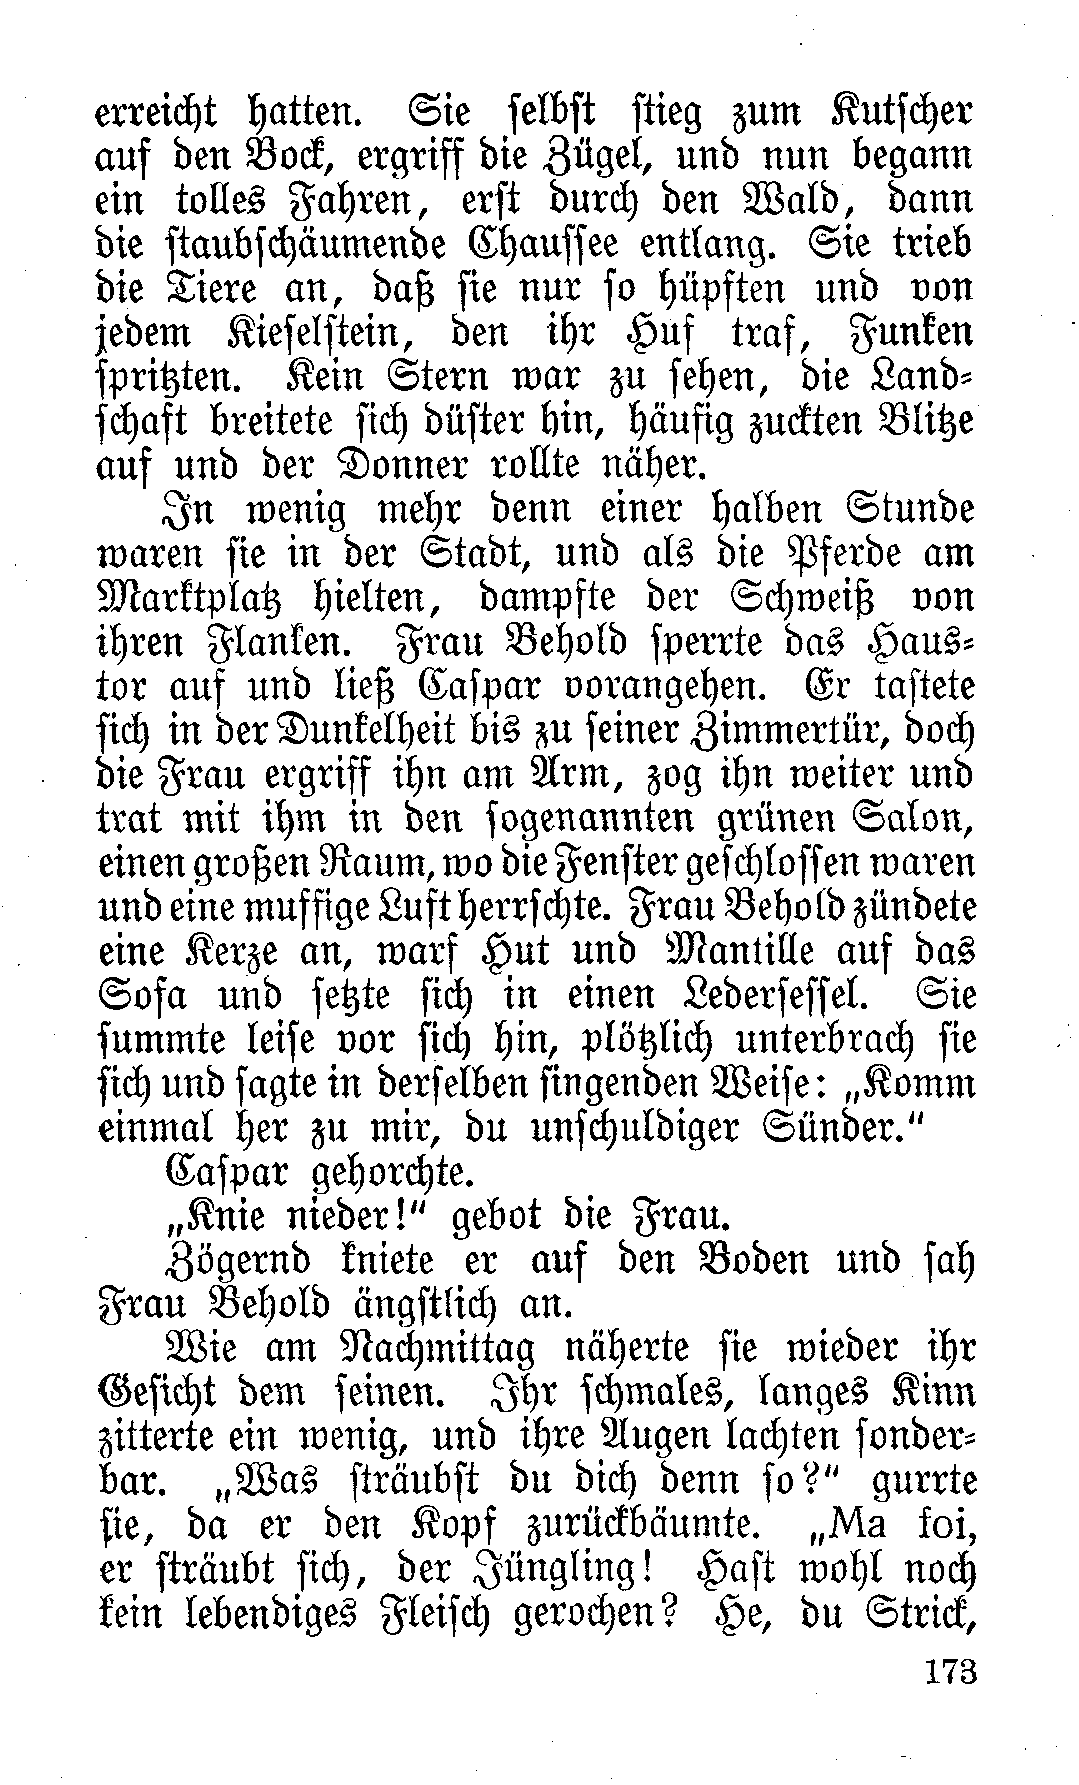 erreicht hatten. Sie selbst stieg zum Kutscher
auf den Bock, ergriff die Zügel, und nun begann
ein tolles Fahren, erst durch den Wald, dann
die staubschäumende Chaussee entlang. Sie trieb
die Tiere an, daß sie nur so hüpften und von
jedem Kieselstein, den ihr Huf traf, Funken
spritzten. Kein Stern war zu sehen, die Land-
schaft breitete sich düster hin, häufig zuckten Blitze
auf und der Donner rollte näher.
In wenig mehr denn einer halben Stunde
waren sie in der Stadt, und als die Pferde am
Marktplatz hielten, dampfte der Schweiß von
ihren Flanken. Frau Behold sperrte das Haus-
tor auf und ließ Caspar vorangehen. Er tastete
sich in der Dunkelheit bis zu seiner Zimmertür, doch
die Frau ergriff ihn am Arm, zog ihn weiter und
trat mit ihm in den sogenannten grünen Salon,
einen großen Raum, wo die Fenster geschlossen waren
und eine muffige Luft herrschte. Frau Behold zündete
eine Kerze an, warf Hut und Mantille auf das
Sofa und setzte sich in einen Ledersessel. Sie
summte leise vor sich hin, plötzlich unterbrach sie
sich und sagte in derselben singenden Weise: „Komm
einmal her zu mir, du unschuldiger Sünder."
Caspar gehorchte.
„Knie nieder!" gebot die Frau.
Zögernd kniete er auf den Boden und sah
Frau Behold ängstlich an.
Wie am Nachmittag näherte sie wieder ihr
Gesicht dem seinen. Ihr schmales, langes Kinn
zitterte ein wenig, und ihre Augen lachten sonder-
bar. „Was sträubst du dich denn so?" gurrte
sie, da er den Kopf zurückbäumte. „Ma foi,
er sträubt sich, der Jüngling! Hast wohl noch
kein lebendiges Fleisch gerochen? He, du Strick,
173